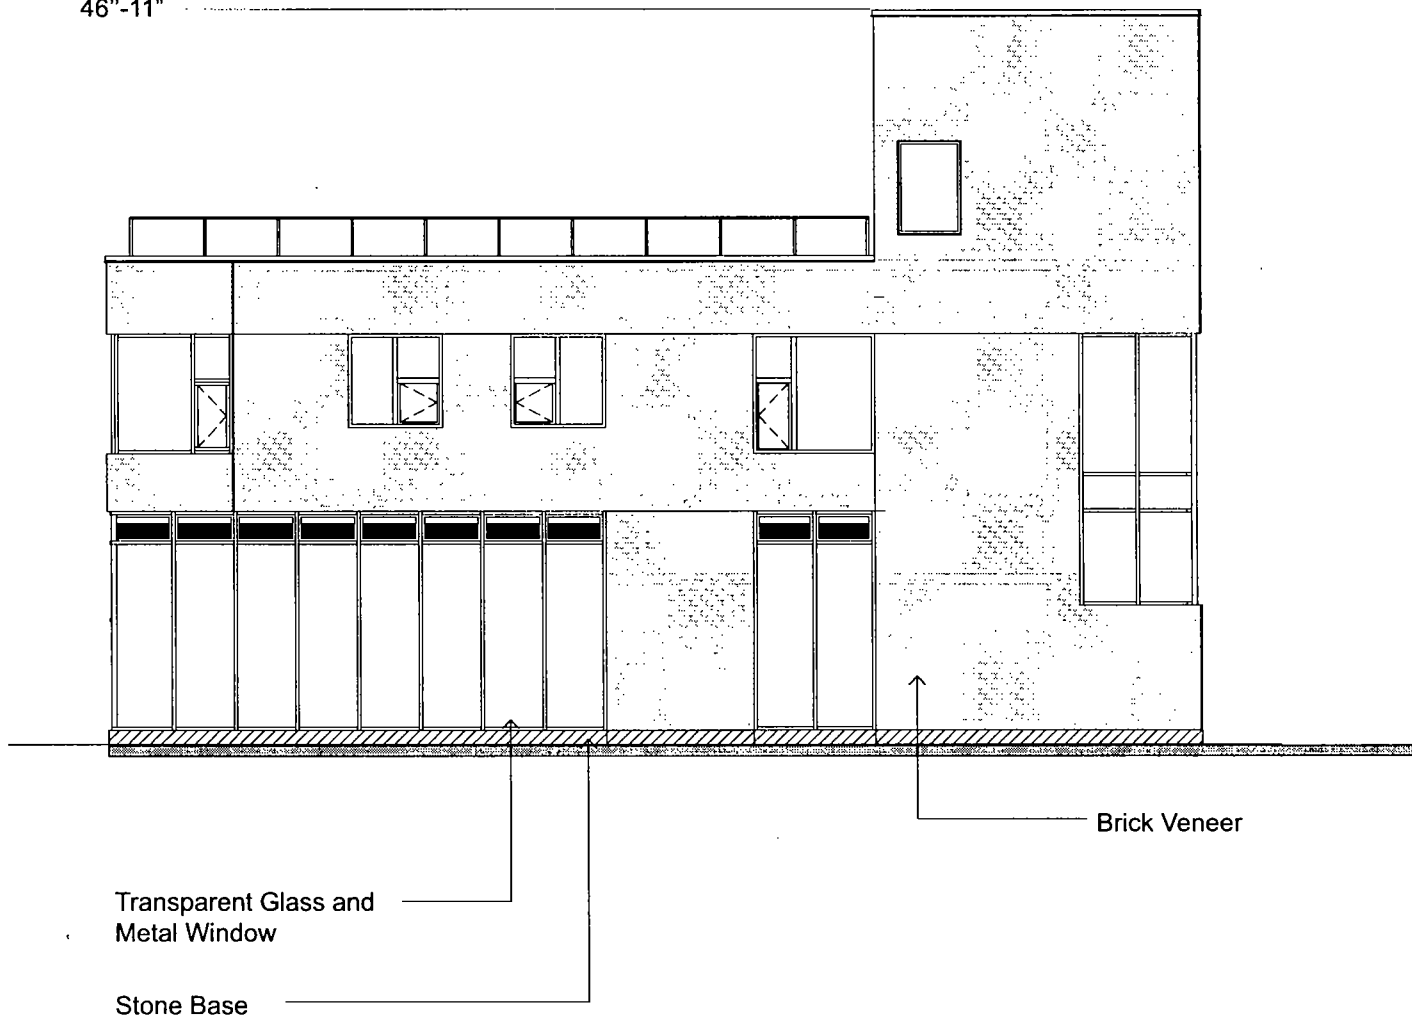 46"-11"
Brick Veneer
Transparent Glass and
Metal Window
Stone Base